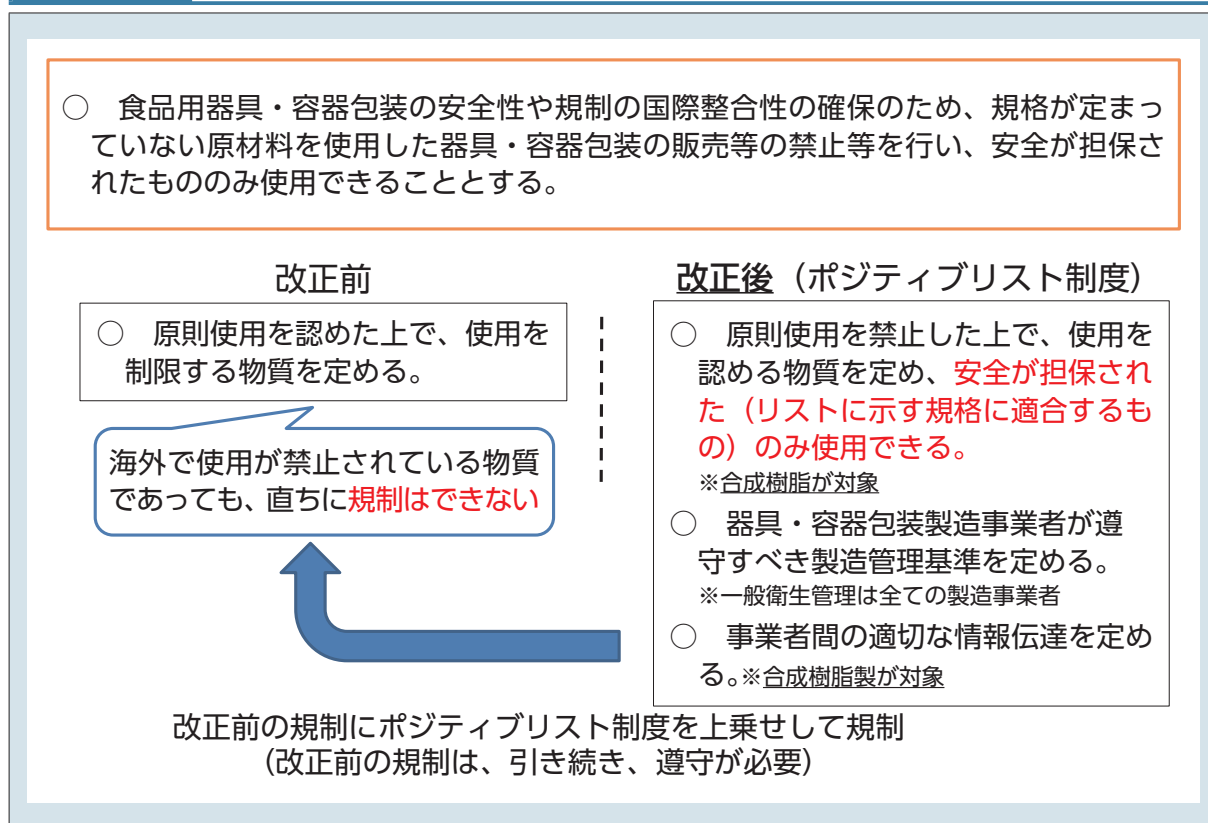 ○　食品用器具・容器包装の安全性や規制の国際整合性の確保のため、規格が定まっ
ていない原材料を使用した器具・容器包装の販売等の禁止等を行い、安全が担保さ
れたもののみ使用できることとする。
改正前
○　原則使用を認めた上で、使用を
制限する物質を定める。
海外で使用が禁止されている物質
であっても、直ちに規制はできない
改正後（ポジティブリスト制度）
○　原則使用を禁止した上で、使用を
認める物質を定め、安全が担保され
た（リストに示す規格に適合するも
の）のみ使用できる。
※合成樹脂が対象
○　器具・容器包装製造事業者が遵
守すべき製造管理基準を定める。
※一般衛生管理は全ての製造事業者
○　事業者間の適切な情報伝達を定め
る。※合成樹脂製が対象
改正前の規制にポジティブリスト制度を上乗せして規制
（改正前の規制は、引き続き、遵守が必要）